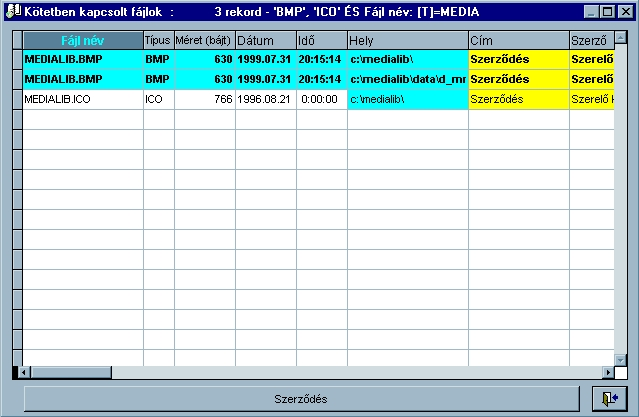 Kötetben kapcsolt fájlok : 3 rekord - 'BMP', 'ICO' ÉS Fájl név: [T]=MEDIA
Fájl név Típus Méret (bájt) Dátum Idő Hely Cím Szerző
MEDIALIB.BMP BMP 630 1999.07.31 20:15:14 c:\medialib\ Szerződés Szerelő
MEDIALIB.BMP BMP 630 1999.07.31 20:15:14 c:\medialib\data\d_mr Szerződés Szerelő
MEDIALIB.ICO ICO 766 1996.08.21 0:00:00 c:\medialib\ Szerződés Szerelő
Szerződés